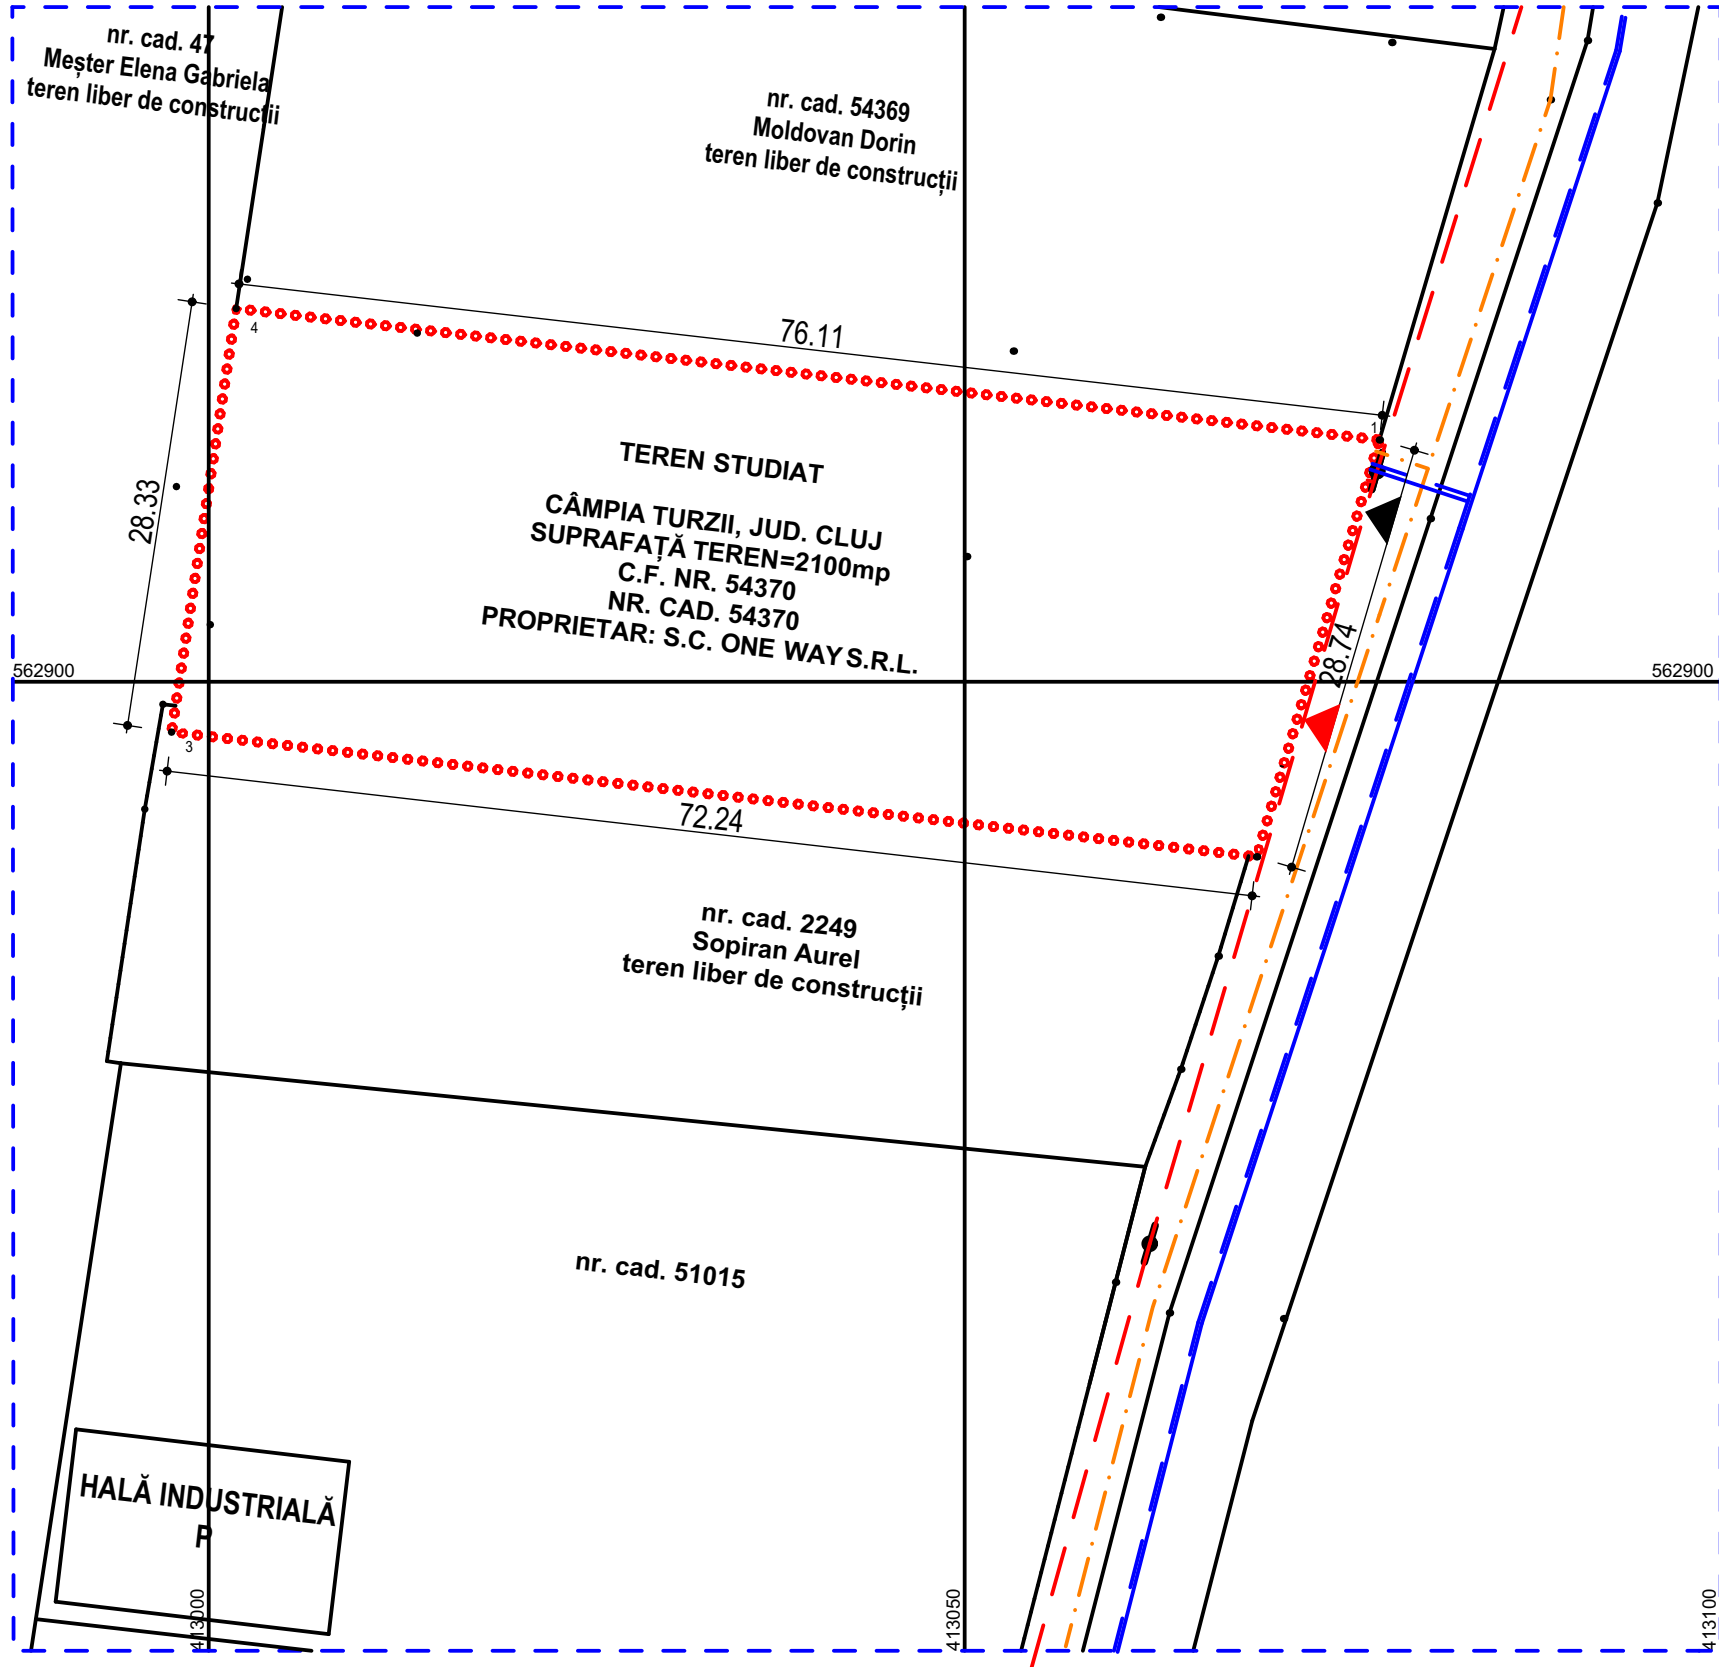 nr. cad. 47
Meșter Elena Gabriela
teren liber de construcții
nr. cad. 54369
Moldovan Dorin
teren liber de construcții
4
76.11
1
28.33
TEREN STUDIAT
CÂMPIA TURZII, JUD. CLUJ
SUPRAFAȚĂ TEREN=2100mp
C.F. NR. 54370
NR. CAD. 54370
PROPRIETAR: S.C. ONE WAY S.R.L.
28.74
562900
562900
3
72.24
nr. cad. 2249
Sopiran Aurel
teren liber de construcții
nr. cad. 51015
HALĂ INDUSTRIALĂ
P
413000
413050
413100